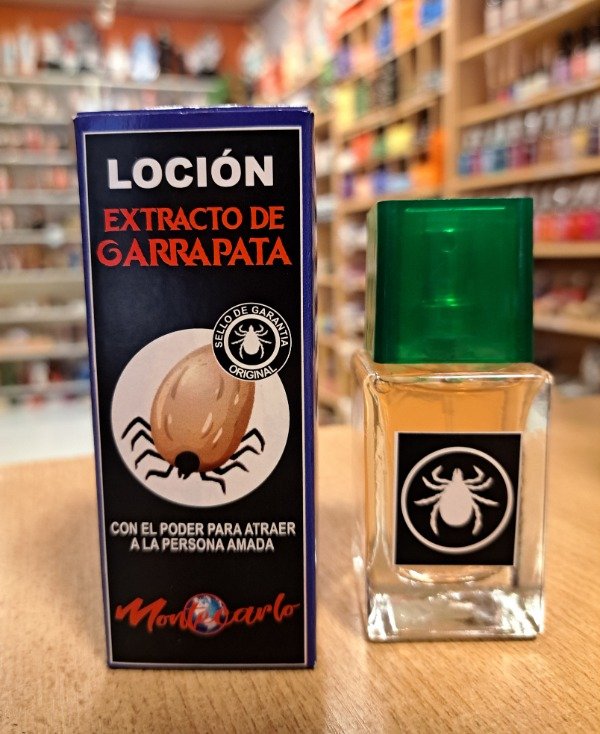 LOCIÓN
EXTRACTO DE
GARRAPATA
SELLO DE GARANTIA
ORIGINAL
CON EL PODER PARA ATRAER
A LA PERSONA AMADA
Montecarlo